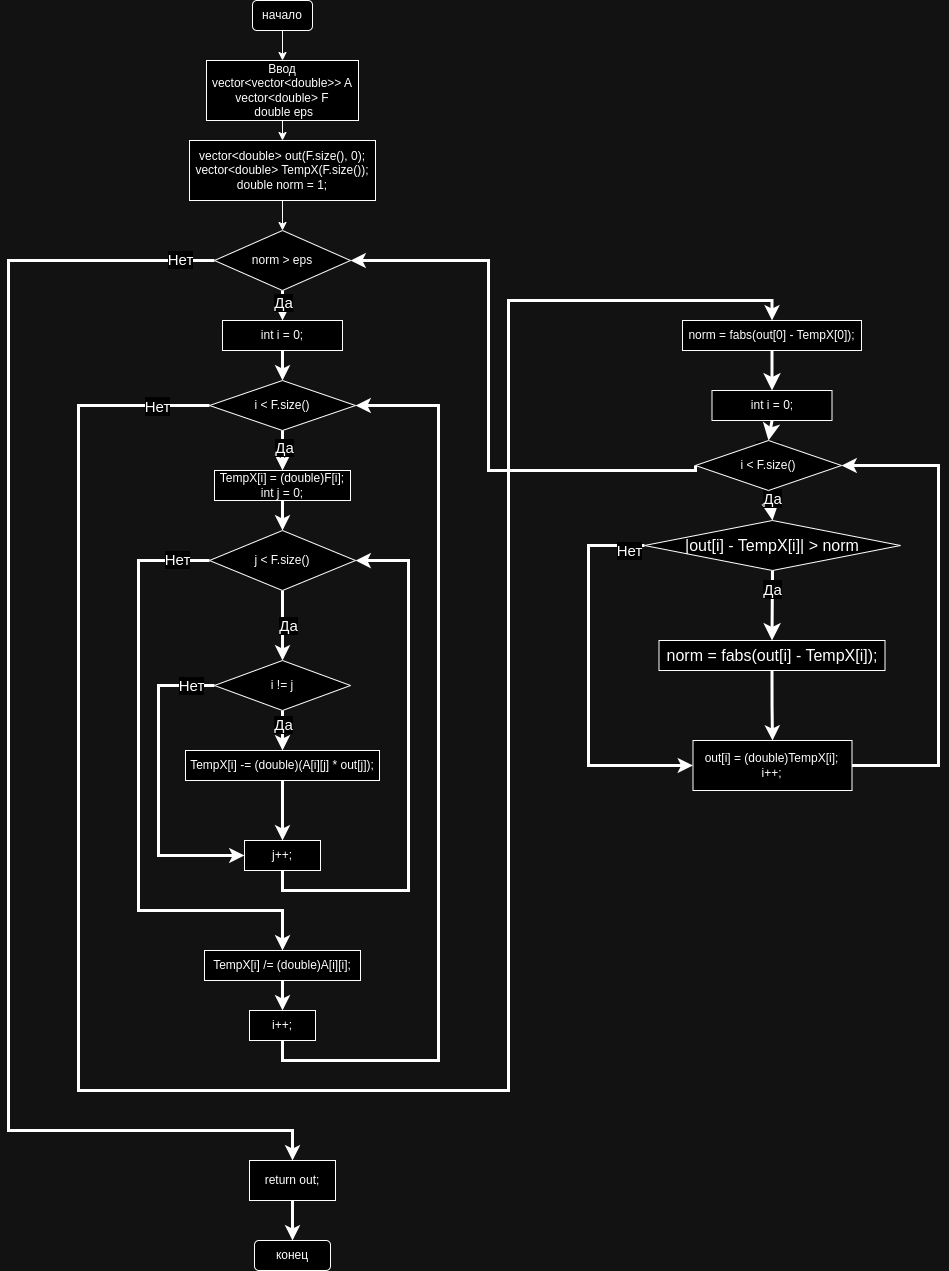 начало
Ввод
vector<vector<double>> A
vector<double> F
double eps
vector<double> out(F.size(), 0);
vector<double> TempX(F.size());
double norm = 1;
norm > eps
Нет
Да
int i = 0;
i < F.size()
Нет
Да
TempX[i] = (double)F[i];
int j = 0;
j < F.size()
Нет
Да
i != j
Нет
Да
TempX[i] -= (double)(A[i][j] * out[j]);
j++;
TempX[i] /= (double)A[i][i];
i++;
norm = fabs(out[0] - TempX[0]);
int i = 0;
i < F.size()
Да
|out[i] - TempX[i]| > norm
Нет
Да
norm = fabs(out[i] - TempX[i]);
out[i] = (double)TempX[i];
i++;
return out;
конец